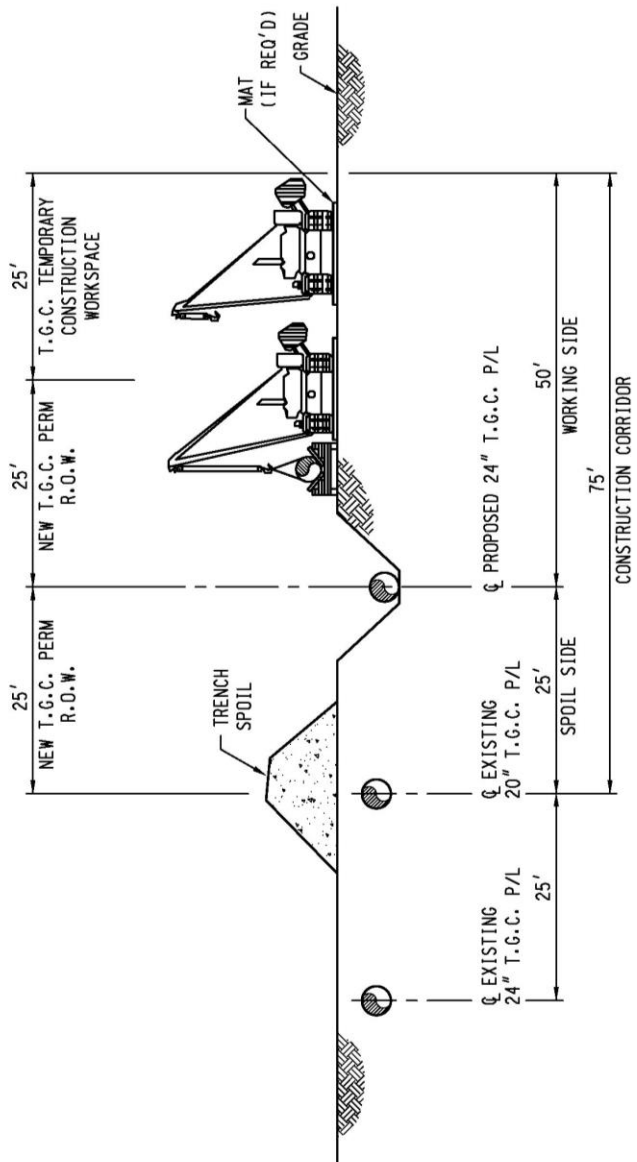 25'
NEW T.G.C. PERM
R.O.W.
25'
NEW T.G.C. PERM
R.O.W.
25'
T.G.C. TEMPORARY
CONSTRUCTION
WORKSPACE
TRENCH
SPOIL
MAT
(IF REQ'D)
GRADE
℄ EXISTING
24" T.G.C. P/L
℄ EXISTING
20" T.G.C. P/L
℄ PROPOSED 24" T.G.C. P/L
25'
25'
SPOIL SIDE
50'
WORKING SIDE
75'
CONSTRUCTION CORRIDOR